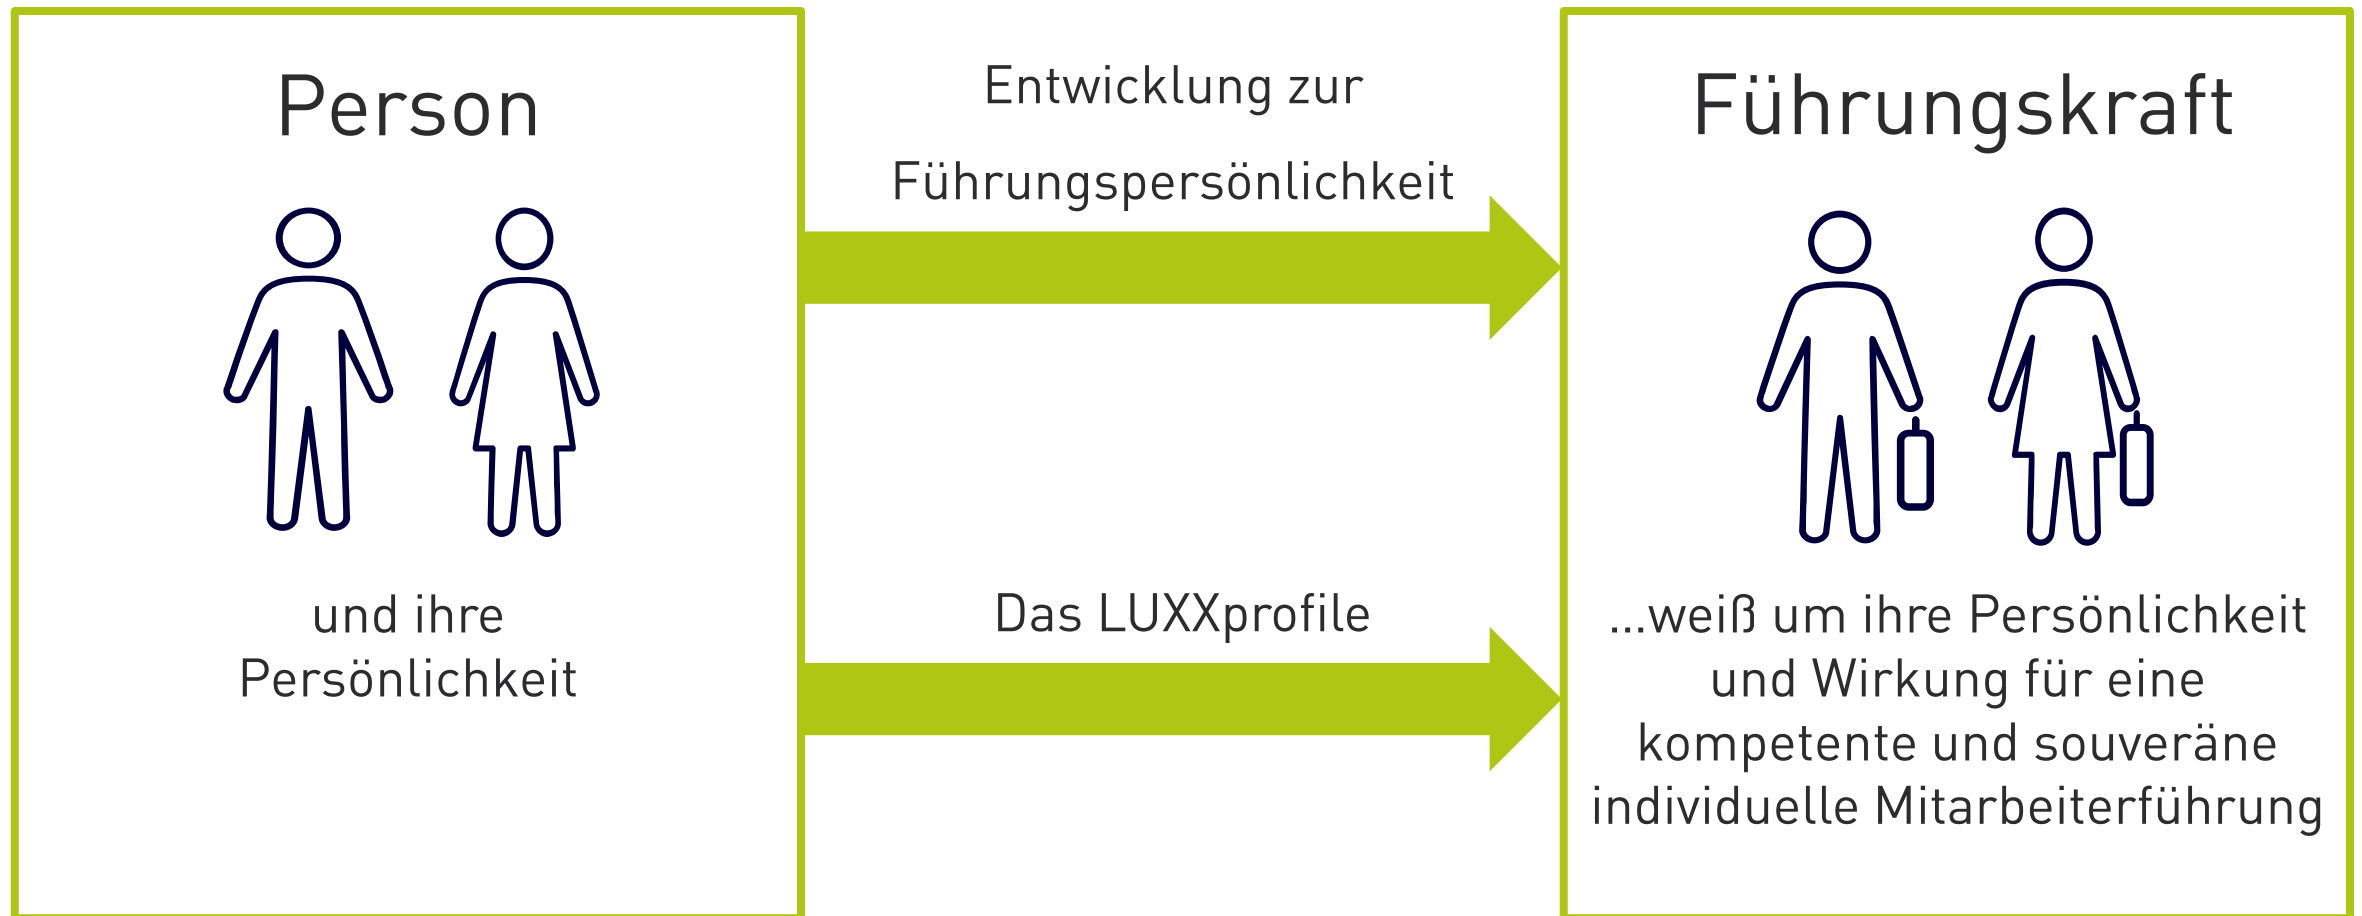 Person
und ihre
Persönlichkeit
Entwicklung zur
Führungspersönlichkeit
Das LUXXprofile
Führungskraft
...weiß um ihre Persönlichkeit
und Wirkung für eine
kompetente und souveräne
individuelle Mitarbeiterführung